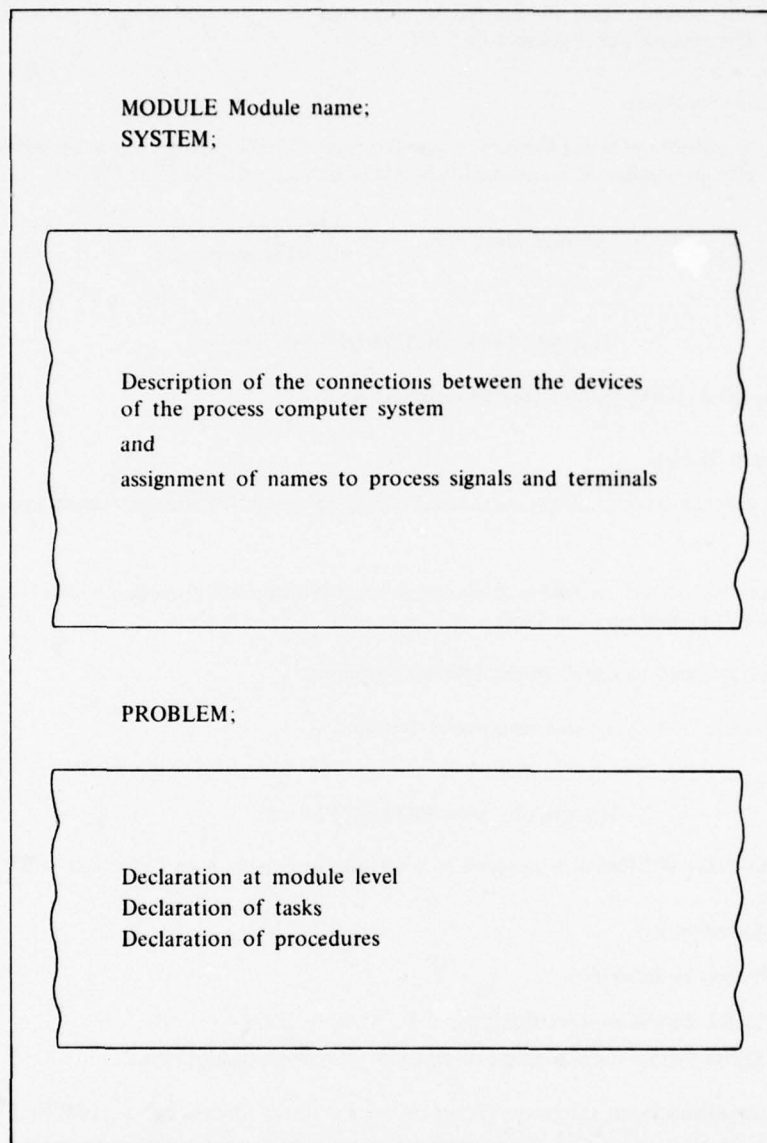 MODULE Module name;
SYSTEM;
Description of the connections between the devices
of the process computer system
and
assignment of names to process signals and terminals
PROBLEM;
Declaration at module level
Declaration of tasks
Declaration of procedures